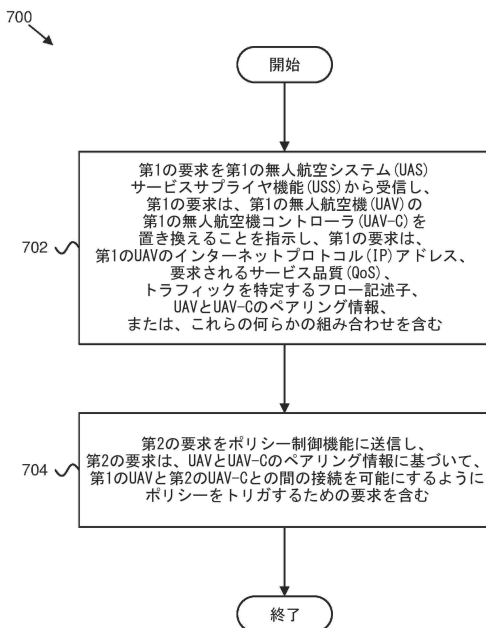 700
開始
702
第1の要求を第1の無人航空システム(UAS)
サービスサプライヤ機能(USS)から受信し、
第1の要求は、第1の無人航空機(UAV)の
第1の無人航空機コントローラ(UAV-C)を
置き換えることを指示し、第1の要求は、
第1のUAVのインターネットプロトコル(IP)アドレス、
要求されるサービス品質(QoS)、
トラフィックを特定するフロー記述子、
UAVとUAV-Cのペアリング情報、
または、これらの何らかの組み合わせを含む
704
第2の要求をポリシー制御機能に送信し、
第2の要求は、UAVとUAV-Cのペアリング情報に基づいて、
第1のUAVと第2のUAV-Cとの間の接続を可能にするように
ポリシーをトリガするための要求を含む
終了